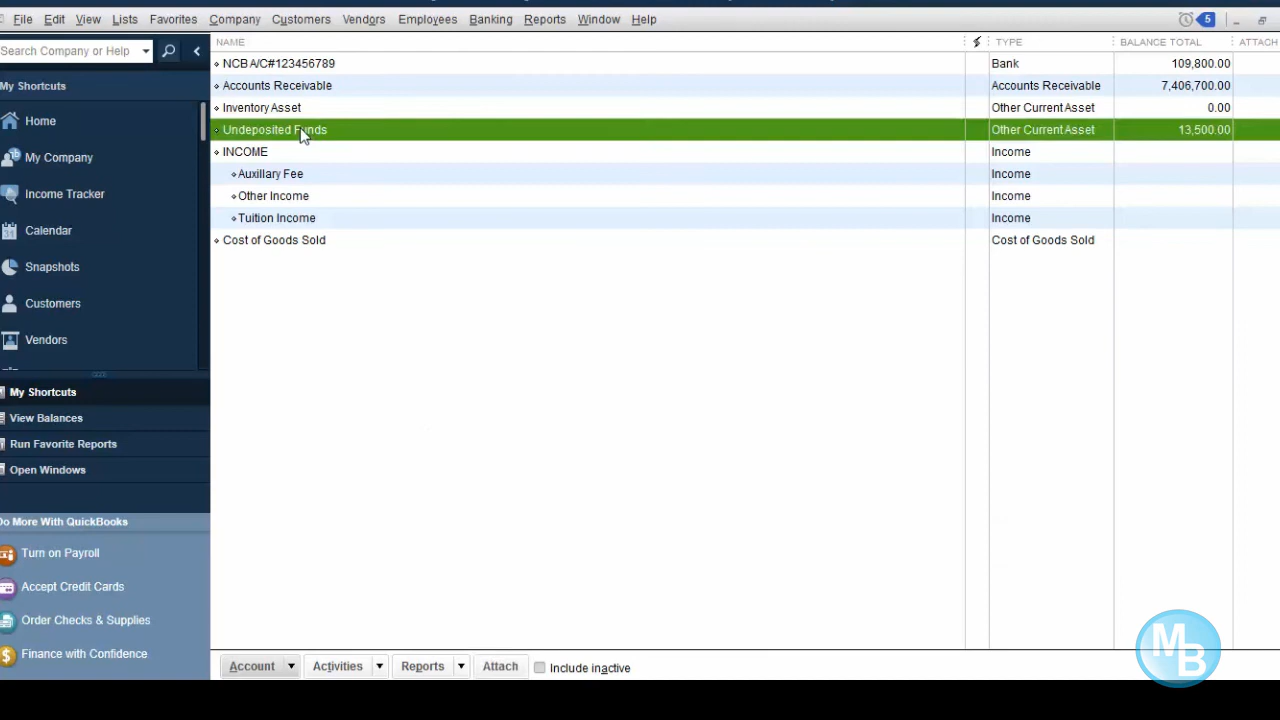 File Edit View Lists Favorites Company Customers Vendors Employees Banking Reports Window Help 5
Search Company or Help
My Shortcuts
Home
My Company
Income Tracker
Calendar
Snapshots
Customers
Vendors
My Shortcuts
View Balances
Run Favorite Reports
Open Windows
Do More With QuickBooks
Turn on Payroll
Accept Credit Cards
Order Checks & Supplies
Finance with Confidence
NAME TYPE BALANCE TOTAL ATTACH
NCB A/C#123456789 Bank 109,800.00
Accounts Receivable Accounts Receivable 7,406,700.00
Inventory Asset Other Current Asset 0.00
Undeposited Funds Other Current Asset 13,500.00
INCOME Income
Auxillary Fee Income
Other Income Income
Tuition Income Income
Cost of Goods Sold Cost of Goods Sold
Account Activities Reports Attach Include inactive
MB